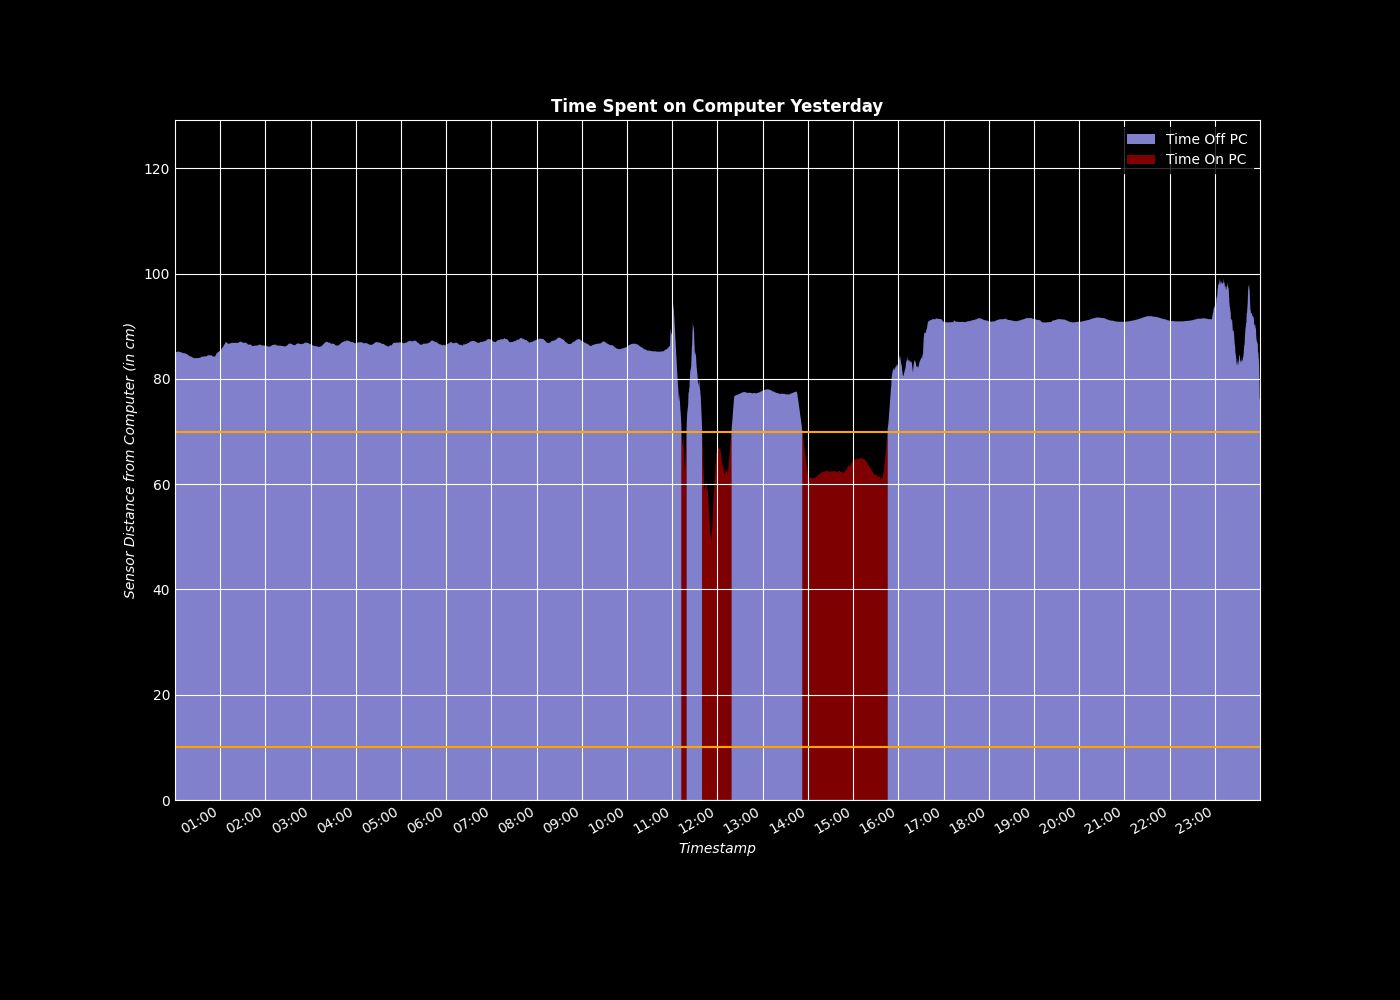 Time Spent on Computer Yesterday
Time Off PC
Time On PC
120
100
80
60
40
20
0
Sensor Distance from Computer (in cm)
01:00 02:00 03:00 04:00 05:00 06:00 07:00 08:00 09:00 10:00 11:00 12:00 13:00 14:00 15:00 16:00 17:00 18:00 19:00 20:00 21:00 22:00 23:00
Timestamp